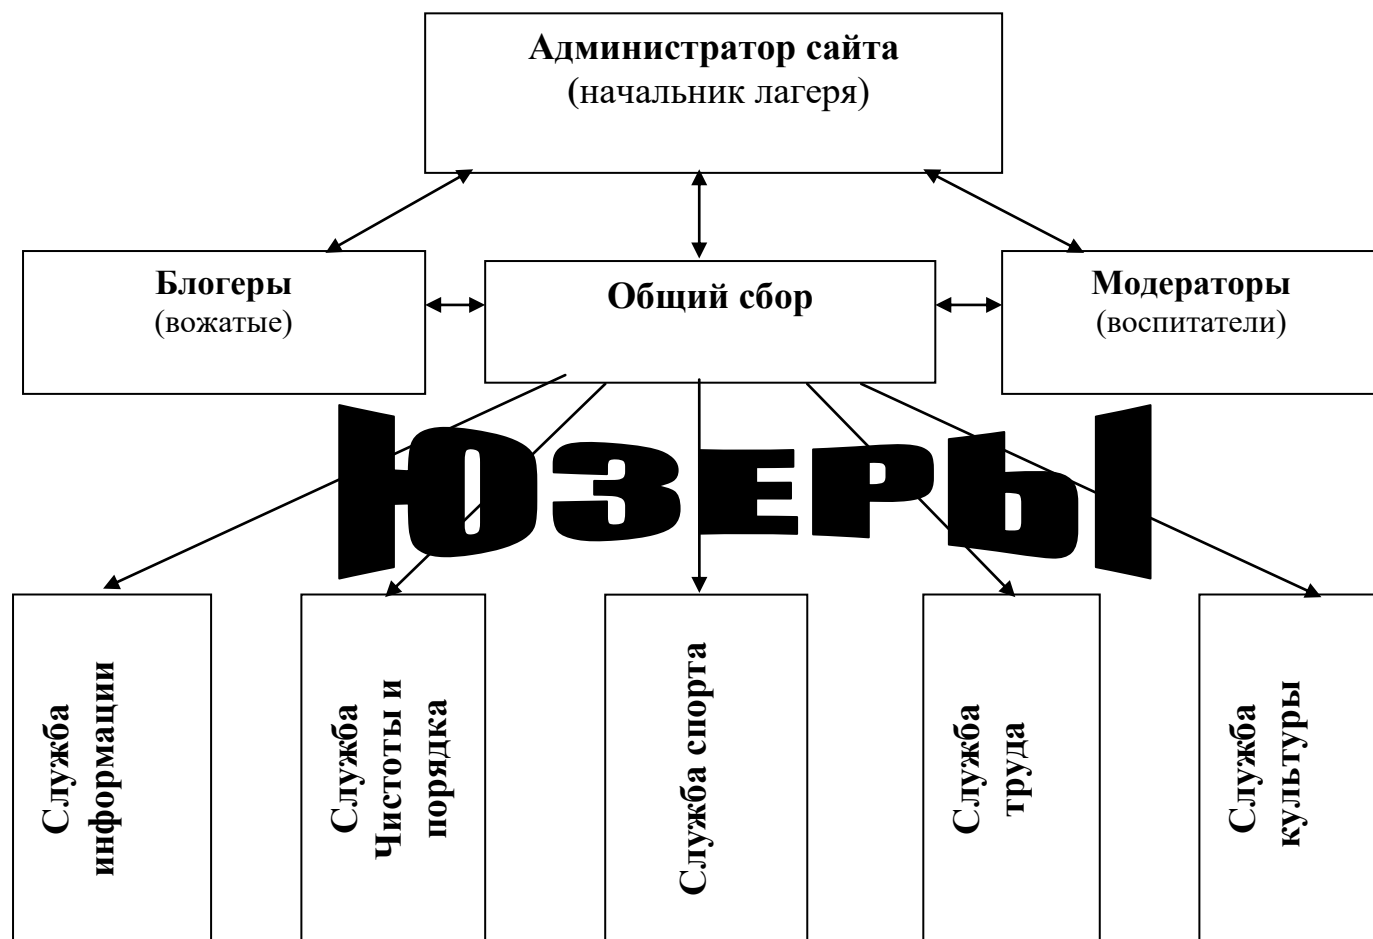 Администратор сайта
(начальник лагеря)
Блогеры
(вожатые)
Общий сбор
Модераторы
(воспитатели)
ЮЗЕРЫ
Служба
информации
Служба
Чистоты и
порядка
Служба спорта
Служба
труда
Служба
культуры